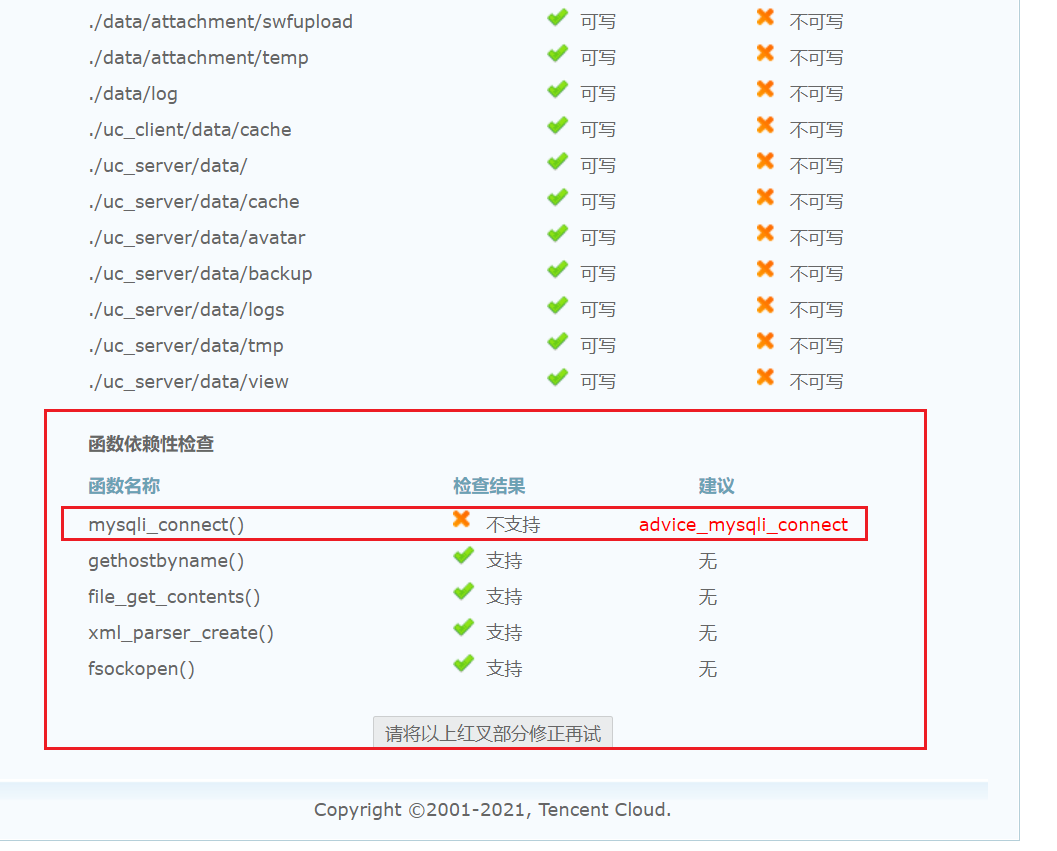 ./data/attachment/swfupload 可写 不可写
./data/attachment/temp 可写 不可写
./data/log 可写 不可写
./uc_client/data/cache 可写 不可写
./uc_server/data/ 可写 不可写
./uc_server/data/cache 可写 不可写
./uc_server/data/avatar 可写 不可写
./uc_server/data/backup 可写 不可写
./uc_server/data/logs 可写 不可写
./uc_server/data/tmp 可写 不可写
./uc_server/data/view 可写 不可写
函数依赖性检查
函数名称 检查结果 建议
mysqli_connect() 不支持 advice_mysqli_connect
gethostbyname() 支持 无
file_get_contents() 支持 无
xml_parser_create() 支持 无
fsockopen() 支持 无
请将以上红叉部分修正再试
Copyright ©2001-2021, Tencent Cloud.